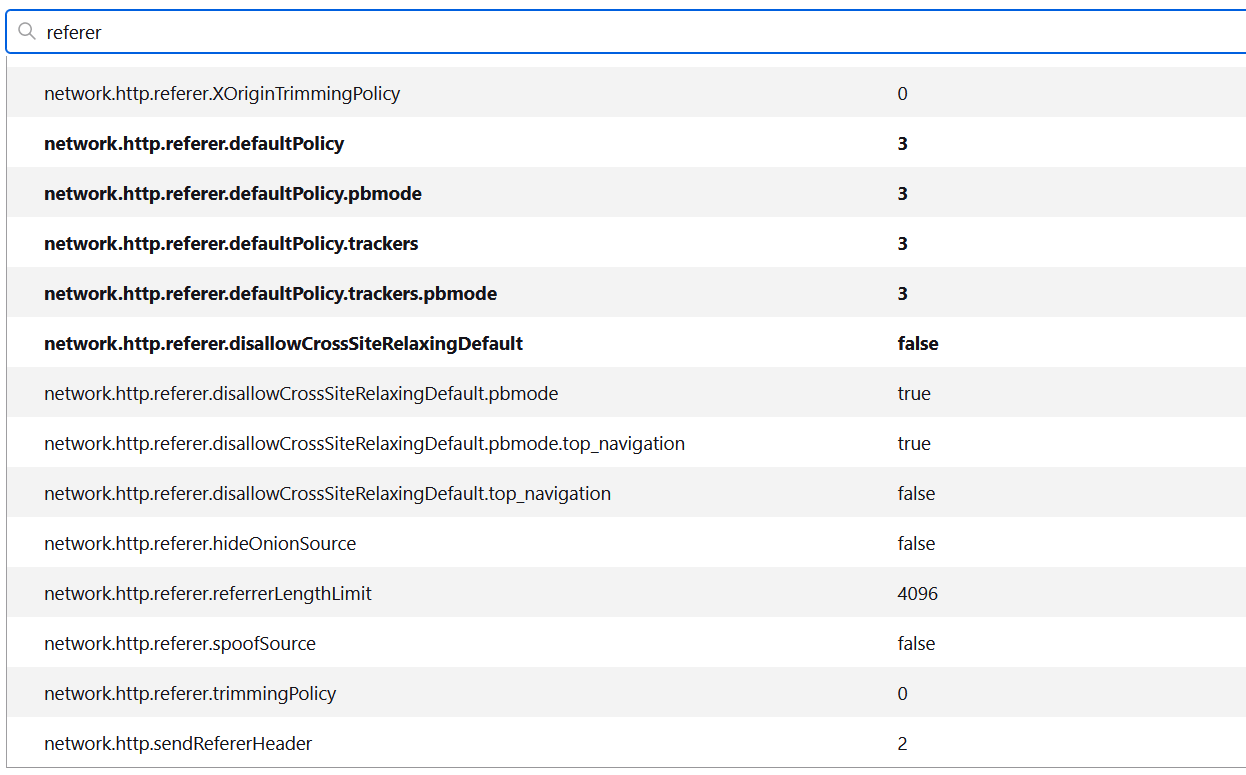 referer
network.http.referer.XOriginTrimmingPolicy 0
network.http.referer.defaultPolicy 3
network.http.referer.defaultPolicy.pbmode 3
network.http.referer.defaultPolicy.trackers 3
network.http.referer.defaultPolicy.trackers.pbmode 3
network.http.referer.disallowCrossSiteRelaxingDefault false
network.http.referer.disallowCrossSiteRelaxingDefault.pbmode true
network.http.referer.disallowCrossSiteRelaxingDefault.pbmode.top_navigation true
network.http.referer.disallowCrossSiteRelaxingDefault.top_navigation false
network.http.referer.hideOnionSource false
network.http.referer.referrerLengthLimit 4096
network.http.referer.spoofSource false
network.http.referer.trimmingPolicy 0
network.http.sendRefererHeader 2